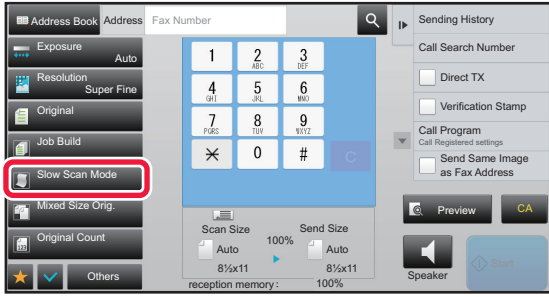 Address Book
Address
Fax Number
Exposure
Auto
Resolution
Super Fine
Original
Job Build
Slow Scan Mode
Mixed Size Orig.
Original Count
Others
1
2
ABC
3
DEF
4
GHI
5
JKL
6
MNO
7
PQRS
8
TUV
9
WXYZ
0
#
C
Scan Size
100%
Send Size
Auto
Auto
8½x11
8½x11
reception memory:
100%
Sending History
Call Search Number
Direct TX
Verification Stamp
Call Program
Call Registered settings
Send Same Image
as Fax Address
Preview
CA
Speaker
Start